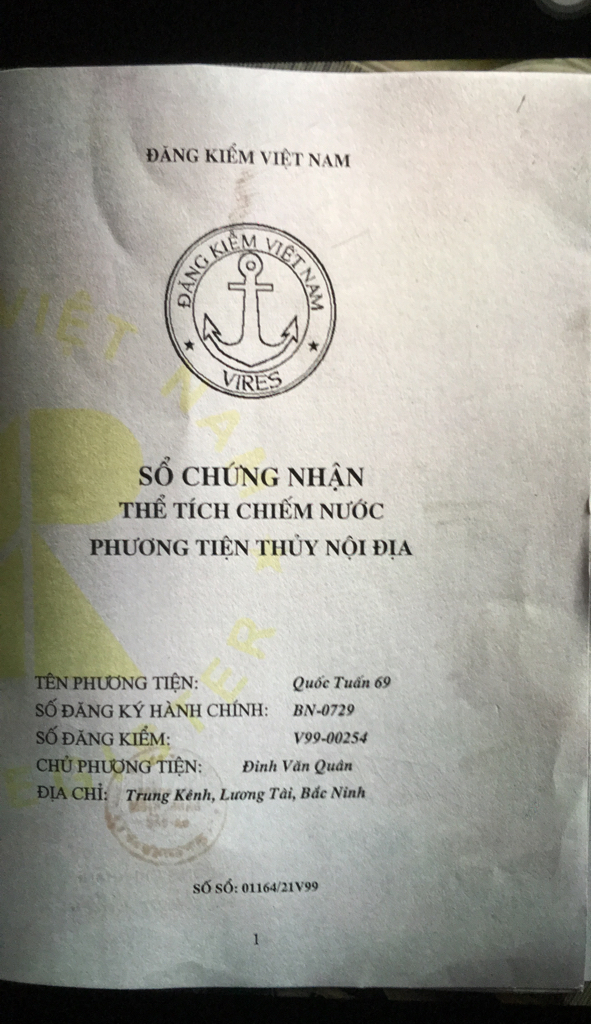 ĐĂNG KIỂM VIỆT NAM
ĐĂNG KIỂM VIỆT NAM
VIRES
VIỆT NAM
SỔ CHỨNG NHẬN
THỂ TÍCH CHIẾM NƯỚC
PHƯƠNG TIỆN THỦY NỘI ĐỊA
TÊN PHƯƠNG TIỆN: Quốc Tuấn 69
SỐ ĐĂNG KÝ HÀNH CHÍNH: BN-0729
SỐ ĐĂNG KIỂM: V99-00254
CHỦ PHƯƠNG TIỆN: Đinh Văn Quân
ĐỊA CHỈ: Trung Kênh, Lương Tài, Bắc Ninh
SỐ SỔ: 01164/21V99
1